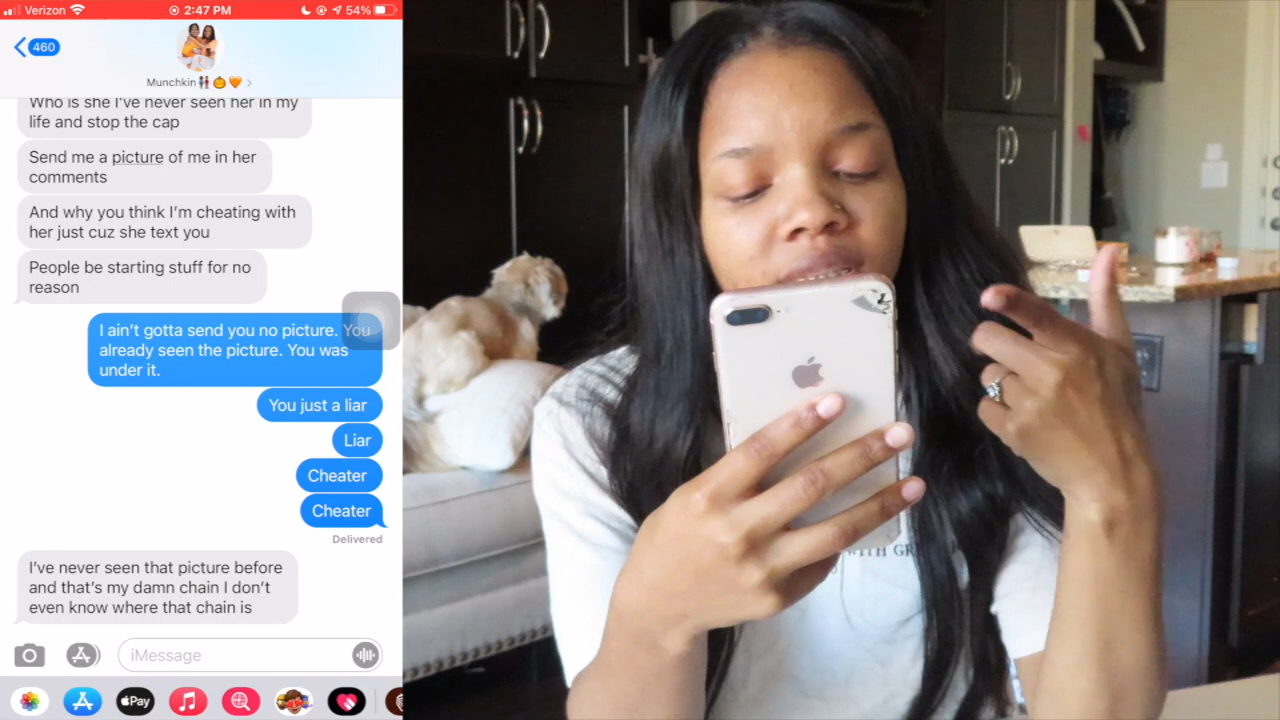 Verizon
2:47 PM
54%
460
Munchkin
Who is she I've never seen her in my
life and stop the cap
Send me a picture of me in her
comments
And why you think I'm cheating with
her just cuz she text you
People be starting stuff for no
reason
I ain't gotta send you no picture. You
already seen the picture. You was
under it.
You just a liar
Liar
Cheater
Cheater
Delivered
I've never seen that picture before
and that's my damn chain I don't
even know where that chain is
iMessage
Pay
WITH GR